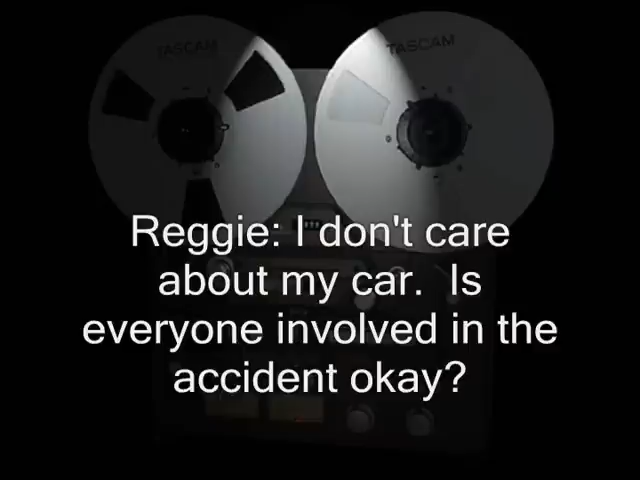 TASCAM
TASCAM
Reggie: I don't care
about my car.  Is
everyone involved in the
accident okay?